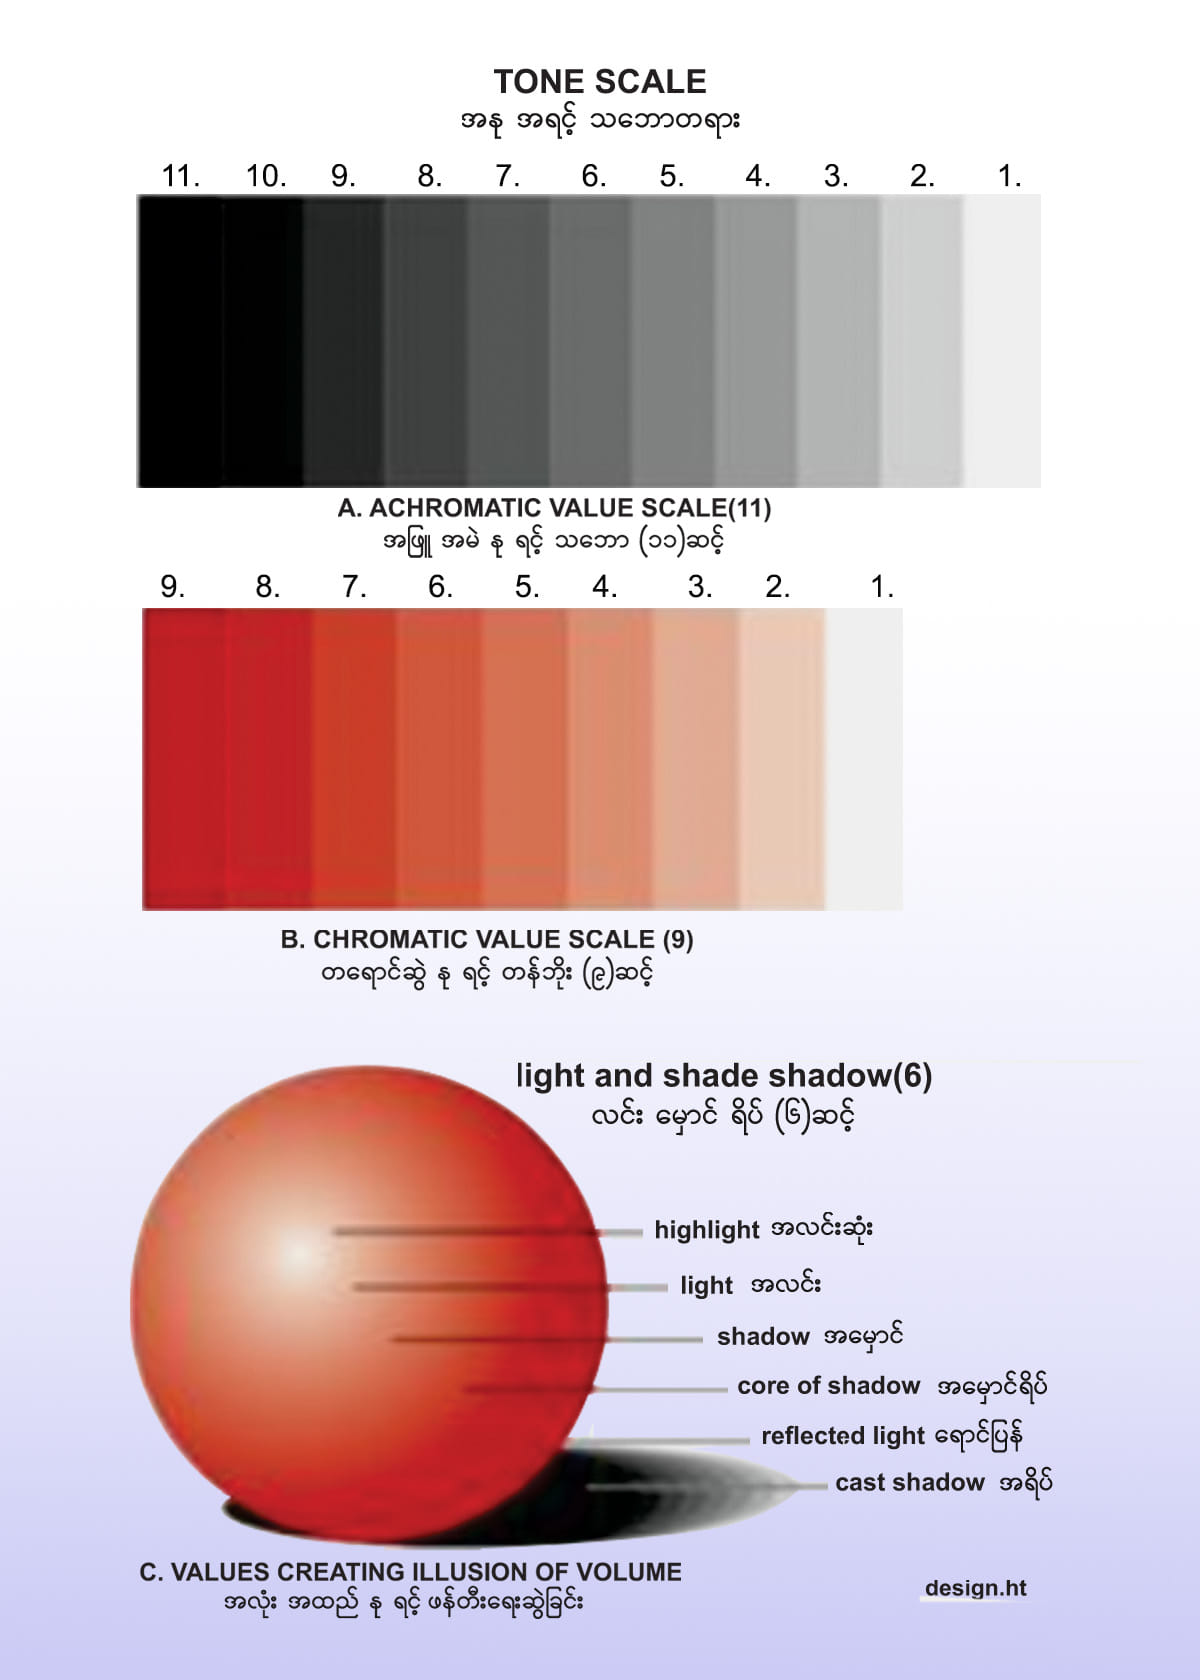 TONE SCALE
အနု အရင့် သဘောတရား
11. 10. 9. 8. 7. 6. 5. 4. 3. 2. 1.
A. ACHROMATIC VALUE SCALE(11)
အဖြူ အမဲ နု ရင့် သဘော (၁၁)ဆင့်
9. 8. 7. 6. 5. 4. 3. 2. 1.
B. CHROMATIC VALUE SCALE (9)
တရောင်ဆွဲ နု ရင့် တန်ဘိုး (၉)ဆင့်
light and shade shadow(6)
လင်း မှောင် ရိပ် (၆)ဆင့်
highlight အလင်းဆုံး
light အလင်း
shadow အမှောင်
core of shadow အမှောင်ရိပ်
reflected light ရောင်ပြန်
cast shadow အရိပ်
C. VALUES CREATING ILLUSION OF VOLUME
အလုံး အထည် နု ရင့် ဖန်တီးရေးဆွဲခြင်း
design.ht